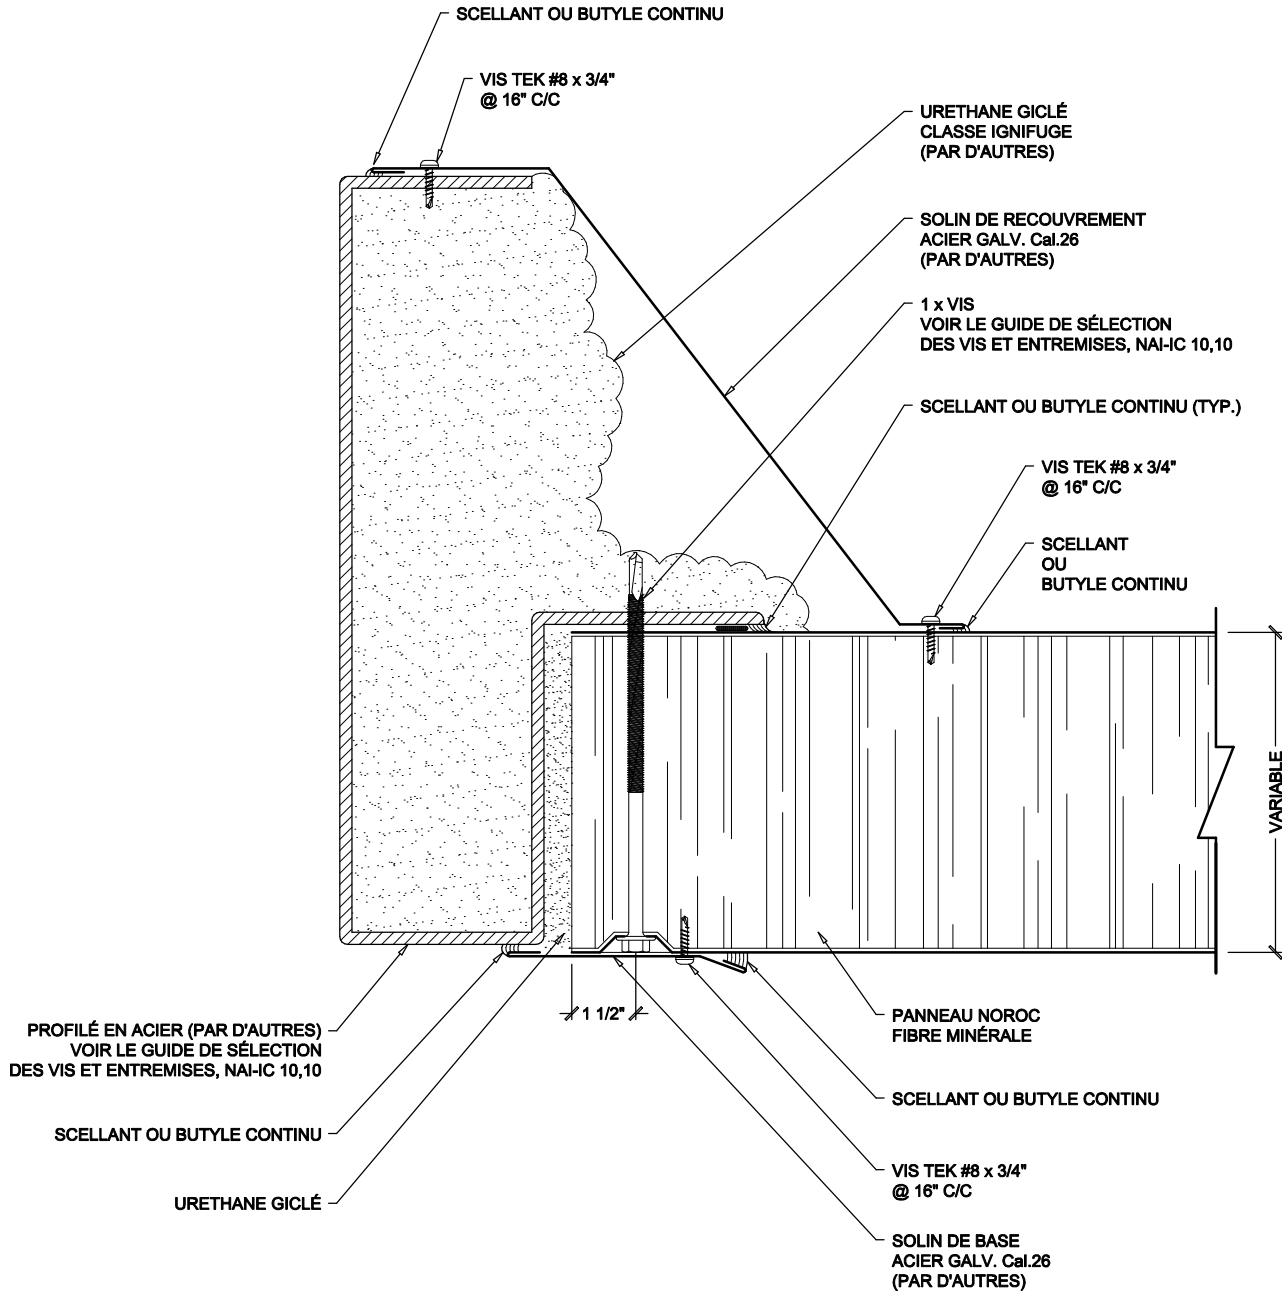 SCELLANT OU BUTYLE CONTINU
VIS TEK #8 x 3/4"
@ 16" C/C
URETHANE GICLÉ
CLASSE IGNIFUGE
(PAR D'AUTRES)
SOLIN DE RECOUVREMENT
ACIER GALV. Cal.26
(PAR D'AUTRES)
1 x VIS
VOIR LE GUIDE DE SÉLECTION
DES VIS ET ENTREMISES, NAI-IC 10,10
SCELLANT OU BUTYLE CONTINU (TYP.)
VIS TEK #8 x 3/4"
@ 16" C/C
SCELLANT
OU
BUTYLE CONTINU
VARIABLE
1 1/2"
PROFILÉ EN ACIER (PAR D'AUTRES)
VOIR LE GUIDE DE SÉLECTION
DES VIS ET ENTREMISES, NAI-IC 10,10
SCELLANT OU BUTYLE CONTINU
URETHANE GICLÉ
PANNEAU NOROC
FIBRE MINÉRALE
SCELLANT OU BUTYLE CONTINU
VIS TEK #8 x 3/4"
@ 16" C/C
SOLIN DE BASE
ACIER GALV. Cal.26
(PAR D'AUTRES)